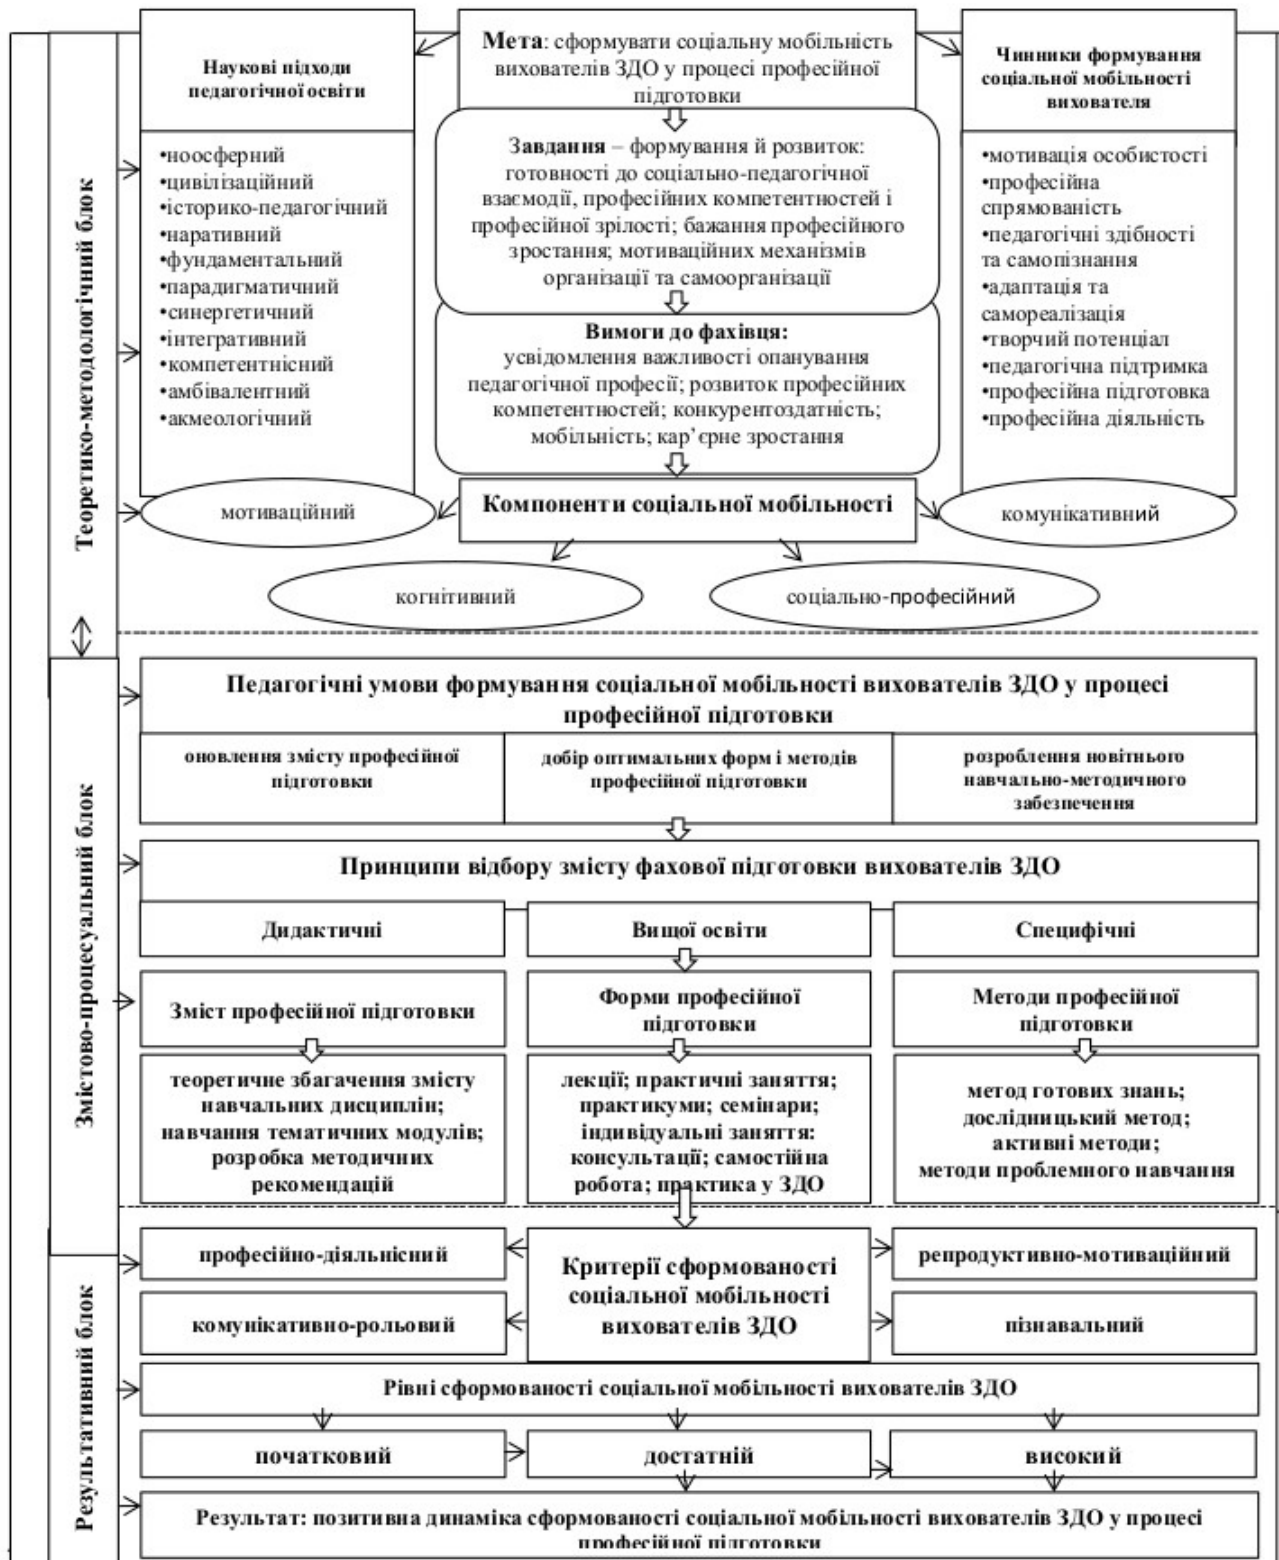 Теоретико-методологічний блок
Наукові підходи
педагогічної освіти
•ноосферний
•цивілізаційний
•історико-педагогічний
•наративний
•фундаментальний
•парадигматичний
•синергетичний
•інтегративний
•компетентнісний
•амбівалентний
•акмеологічний
Мета: сформувати соціальну мобільність
вихователів ЗДО у процесі професійної
підготовки
Завдання – формування й розвиток:
готовності до соціально-педагогічної
взаємодії, професійних компетентностей і
професійної зрілості; бажання професійного
зростання; мотиваційних механізмів
організації та самоорганізації
Вимоги до фахівця:
усвідомлення важливості опанування
педагогічної професії; розвиток професійних
компетентностей; конкурентоздатність;
мобільність; кар’єрне зростання
Чинники формування
соціальної мобільності
вихователя
•мотивація особистості
•професійна
спрямованість
•педагогічні здібності
та самопізнання
•адаптація та
самореалізація
•творчий потенціал
•педагогічна підтримка
•професійна підготовка
•професійна діяльність
Компоненти соціальної мобільності
мотиваційний
комунікативний
когнітивний
соціально-професійний
Змістово-процесуальний блок
Педагогічні умови формування соціальної мобільності вихователів ЗДО у процесі
професійної підготовки
оновлення змісту професійної
підготовки
добір оптимальних форм і методів
професійної підготовки
розроблення новітнього
навчально-методичного
забезпечення
Принципи відбору змісту фахової підготовки вихователів ЗДО
Дидактичні
Вищої освіти
Специфічні
Зміст професійної підготовки
Форми професійної
підготовки
Методи професійної
підготовки
теоретичне збагачення змісту
навчальних дисциплін;
навчання тематичних модулів;
розробка методичних
рекомендацій
лекції; практичні заняття;
практикуми; семінари;
індивідуальні заняття:
консультації; самостійна
робота; практика у ЗДО
метод готових знань;
дослідницький метод;
активні методи;
методи проблемного навчання
Результативний блок
професійно-діяльнісний
комунікативно-рольовий
Критерії сформованості
соціальної мобільності
вихователів ЗДО
репродуктивно-мотиваційний
пізнавальний
Рівні сформованості соціальної мобільності вихователів ЗДО
початковий
достатній
високий
Результат: позитивна динаміка сформованості соціальної мобільності вихователів ЗДО у процесі
професійної підготовки